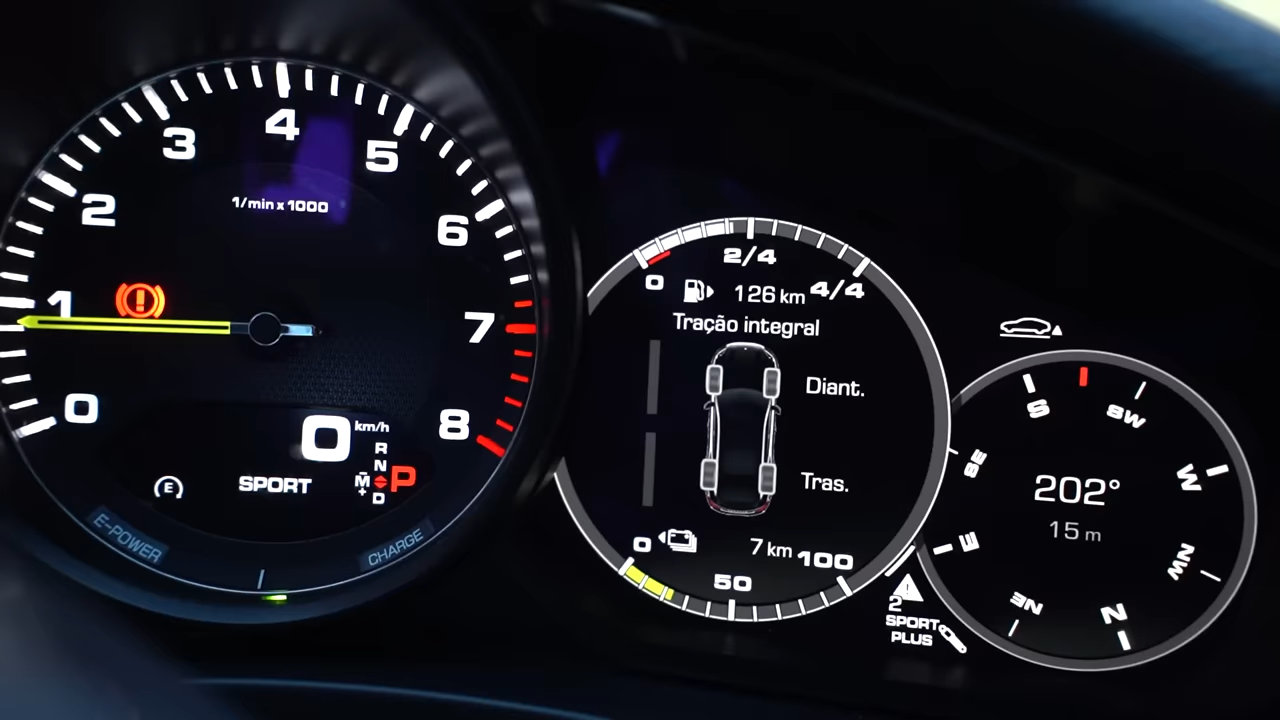 0
1
2
3
4
5
6
7
8
1/min x 1000
0 km/h
R
N
M
- +
P
D
E
SPORT
E-POWER
CHARGE
0
2/4
4/4
126 km
Tração integral
Diant.
Tras.
7 km
0
50
100
2
SPORT
PLUS
S
SW
W
NW
N
NE
E
SE
202°
15 m